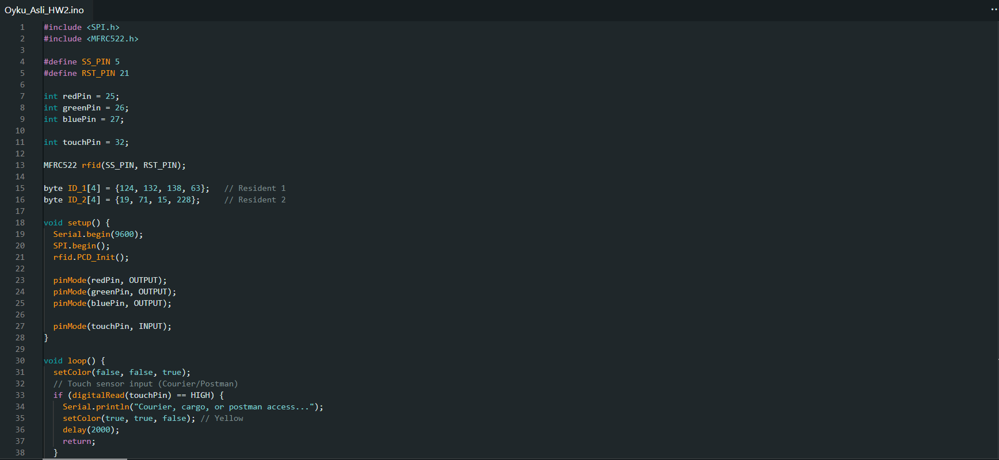 Oyku_Asli_HW2.ino
1 #include <SPI.h>
2 #include <MFRC522.h>
3
4 #define SS_PIN 5
5 #define RST_PIN 21
6
7 int redPin = 25;
8 int greenPin = 26;
9 int bluePin = 27;
10
11 int touchPin = 32;
12
13 MFRC522 rfid(SS_PIN, RST_PIN);
14
15 byte ID_1[4] = {124, 132, 138, 63};   // Resident 1
16 byte ID_2[4] = {19, 71, 15, 228};     // Resident 2
17
18 void setup() {
19   Serial.begin(9600);
20   SPI.begin();
21   rfid.PCD_Init();
22
23   pinMode(redPin, OUTPUT);
24   pinMode(greenPin, OUTPUT);
25   pinMode(bluePin, OUTPUT);
26
27   pinMode(touchPin, INPUT);
28 }
29
30 void loop() {
31   setColor(false, false, true);
32   // Touch sensor input (Courier/Postman)
33   if (digitalRead(touchPin) == HIGH) {
34     Serial.println("Courier, cargo, or postman access...");
35     setColor(true, true, false); // Yellow
36     delay(2000);
37     return;
38   }